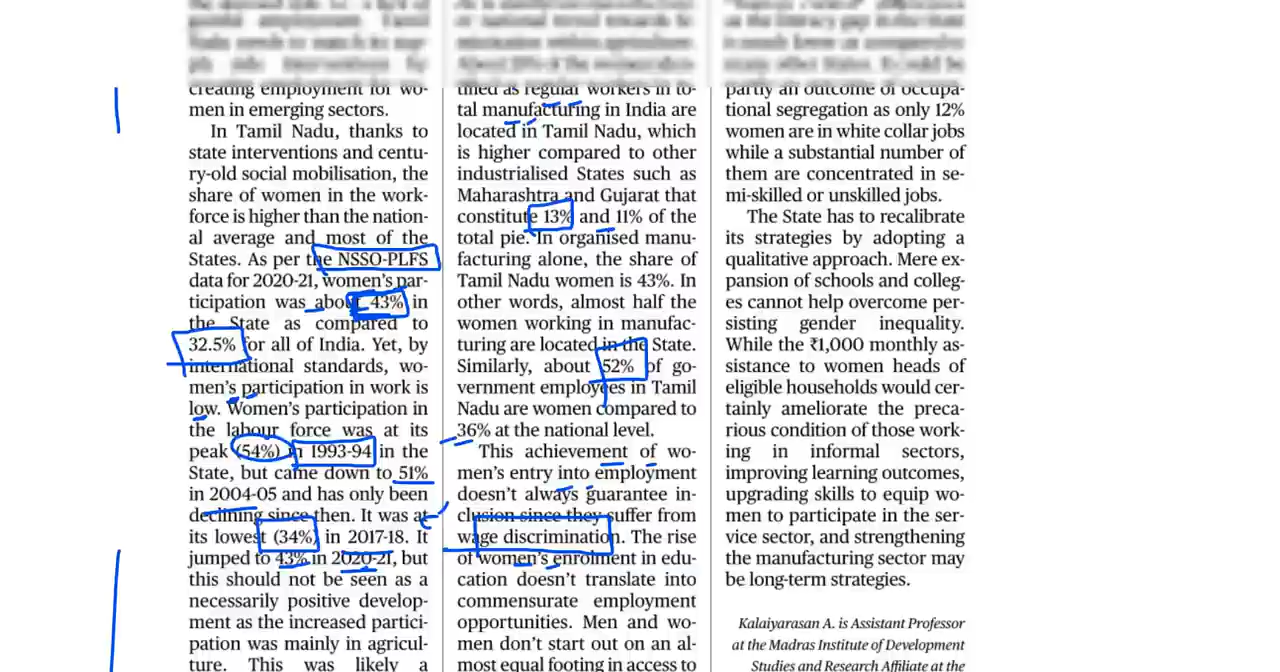 creating employment for wo-
men in emerging sectors.
In Tamil Nadu, thanks to
state interventions and centu-
ry-old social mobilisation, the
share of women in the work-
force is higher than the nation-
al average and most of the
States. As per the NSSO-PLFS
data for 2020-21, women's par-
ticipation was about 43% in
the State as compared to
32.5% for all of India. Yet, by
international standards, wo-
men's participation in work is
low. Women's participation in
the labour force was at its
peak (54%) in 1993-94 in the
State, but came down to 51%
in 2004-05 and has only been
declining since then. It was at
its lowest (34%) in 2017-18. It
jumped to 43% in 2020-21, but
this should not be seen as a
necessarily positive develop-
ment as the increased partici-
pation was mainly in agricul-
ture. This was likely a
tified as regular workers in to-
tal manufacturing in India are
located in Tamil Nadu, which
is higher compared to other
industrialised States such as
Maharashtra and Gujarat that
constitute 13% and 11% of the
total pie. In organised manu-
facturing alone, the share of
Tamil Nadu women is 43%. In
other words, almost half the
women working in manufac-
turing are located in the State.
Similarly, about 52% of go-
vernment employees in Tamil
Nadu are women compared to
36% at the national level.
This achievement of wo-
men's entry into employment
doesn't always guarantee in-
clusion since they suffer from
wage discrimination. The rise
of women's enrolment in edu-
cation doesn't translate into
commensurate employment
opportunities. Men and wo-
men don't start out on an al-
most equal footing in access to
partly an outcome of occupa-
tional segregation as only 12%
women are in white collar jobs
while a substantial number of
them are concentrated in se-
mi-skilled or unskilled jobs.
The State has to recalibrate
its strategies by adopting a
qualitative approach. Mere ex-
pansion of schools and colleg-
es cannot help overcome per-
sisting gender inequality.
While the ₹1,000 monthly as-
sistance to women heads of
eligible households would cer-
tainly ameliorate the preca-
rious condition of those work-
ing in informal sectors,
improving learning outcomes,
upgrading skills to equip wo-
men to participate in the ser-
vice sector, and strengthening
the manufacturing sector may
be long-term strategies.
Kalaiyarasan A. is Assistant Professor
at the Madras Institute of Development
Studies and Research Affiliate at the